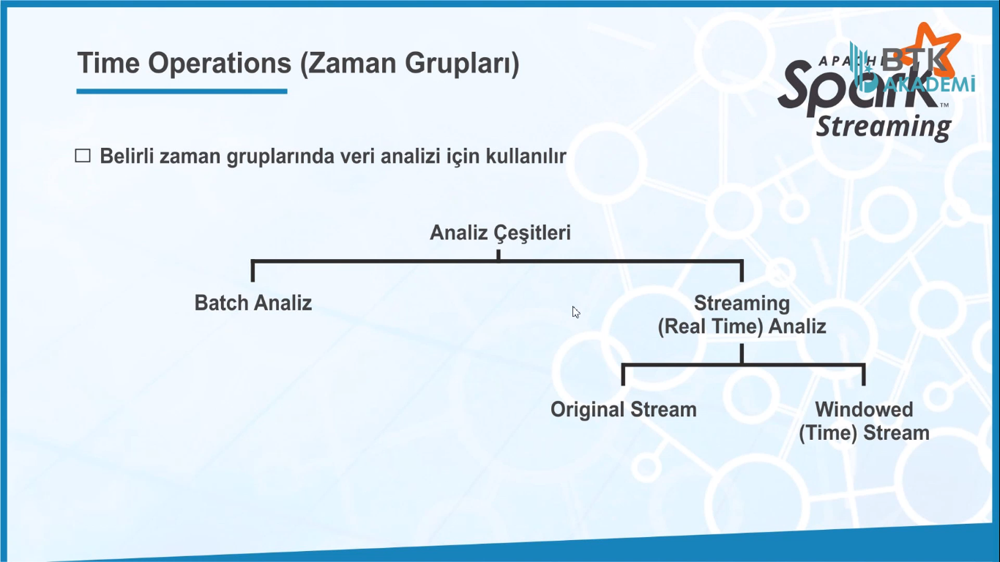 Time Operations (Zaman Grupları)
APACHE
Spark
TM
Streaming
BTK
AKADEMİ
Belirli zaman gruplarında veri analizi için kullanılır
Analiz Çeşitleri
Batch Analiz
Streaming
(Real Time) Analiz
Original Stream
Windowed
(Time) Stream